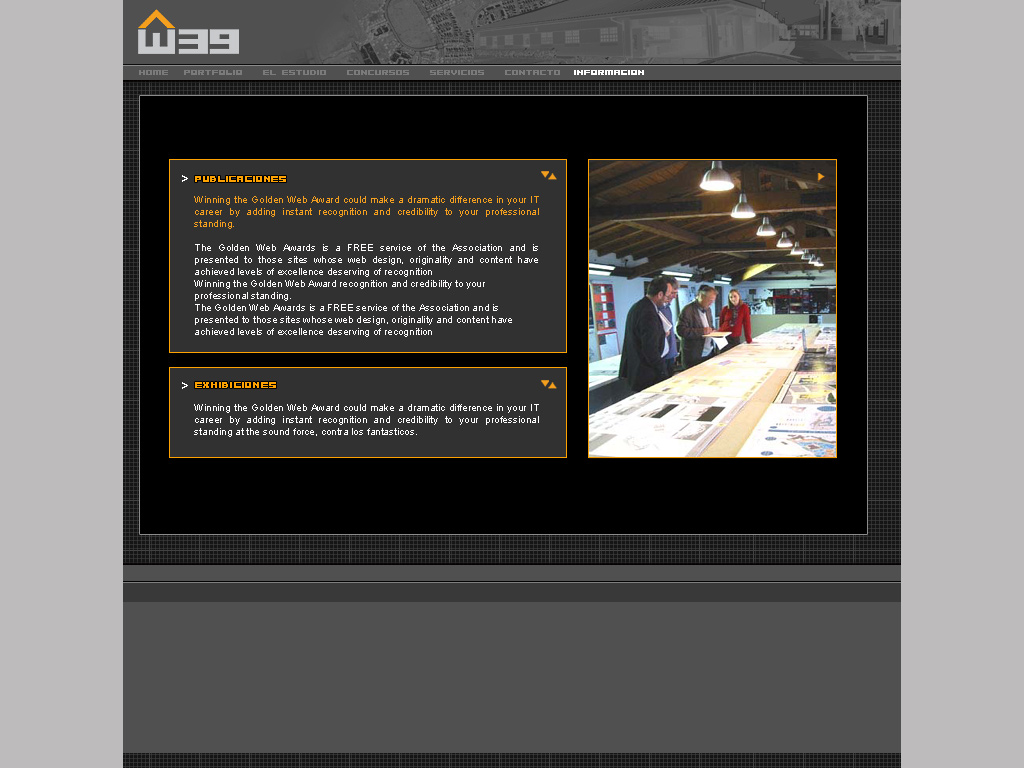 W39
HOME PORTFOLIO EL ESTUDIO CONCURSOS SERVICIOS CONTACTO INFORMACION
> PUBLICACIONES
Winning the Golden Web Award could make a dramatic difference in your IT
career by adding instant recognition and credibility to your professional
standing.
The Golden Web Awards is a FREE service of the Association and is
presented to those sites whose web design, originality and content have
achieved levels of excellence deserving of recognition
Winning the Golden Web Award recognition and credibility to your
professional standing.
The Golden Web Awards is a FREE service of the Association and is
presented to those sites whose web design, originality and content have
achieved levels of excellence deserving of recognition
> EXHIBICIONES
Winning the Golden Web Award could make a dramatic difference in your IT
career by adding instant recognition and credibility to your professional
standing at the sound force, contra los fantasticos.